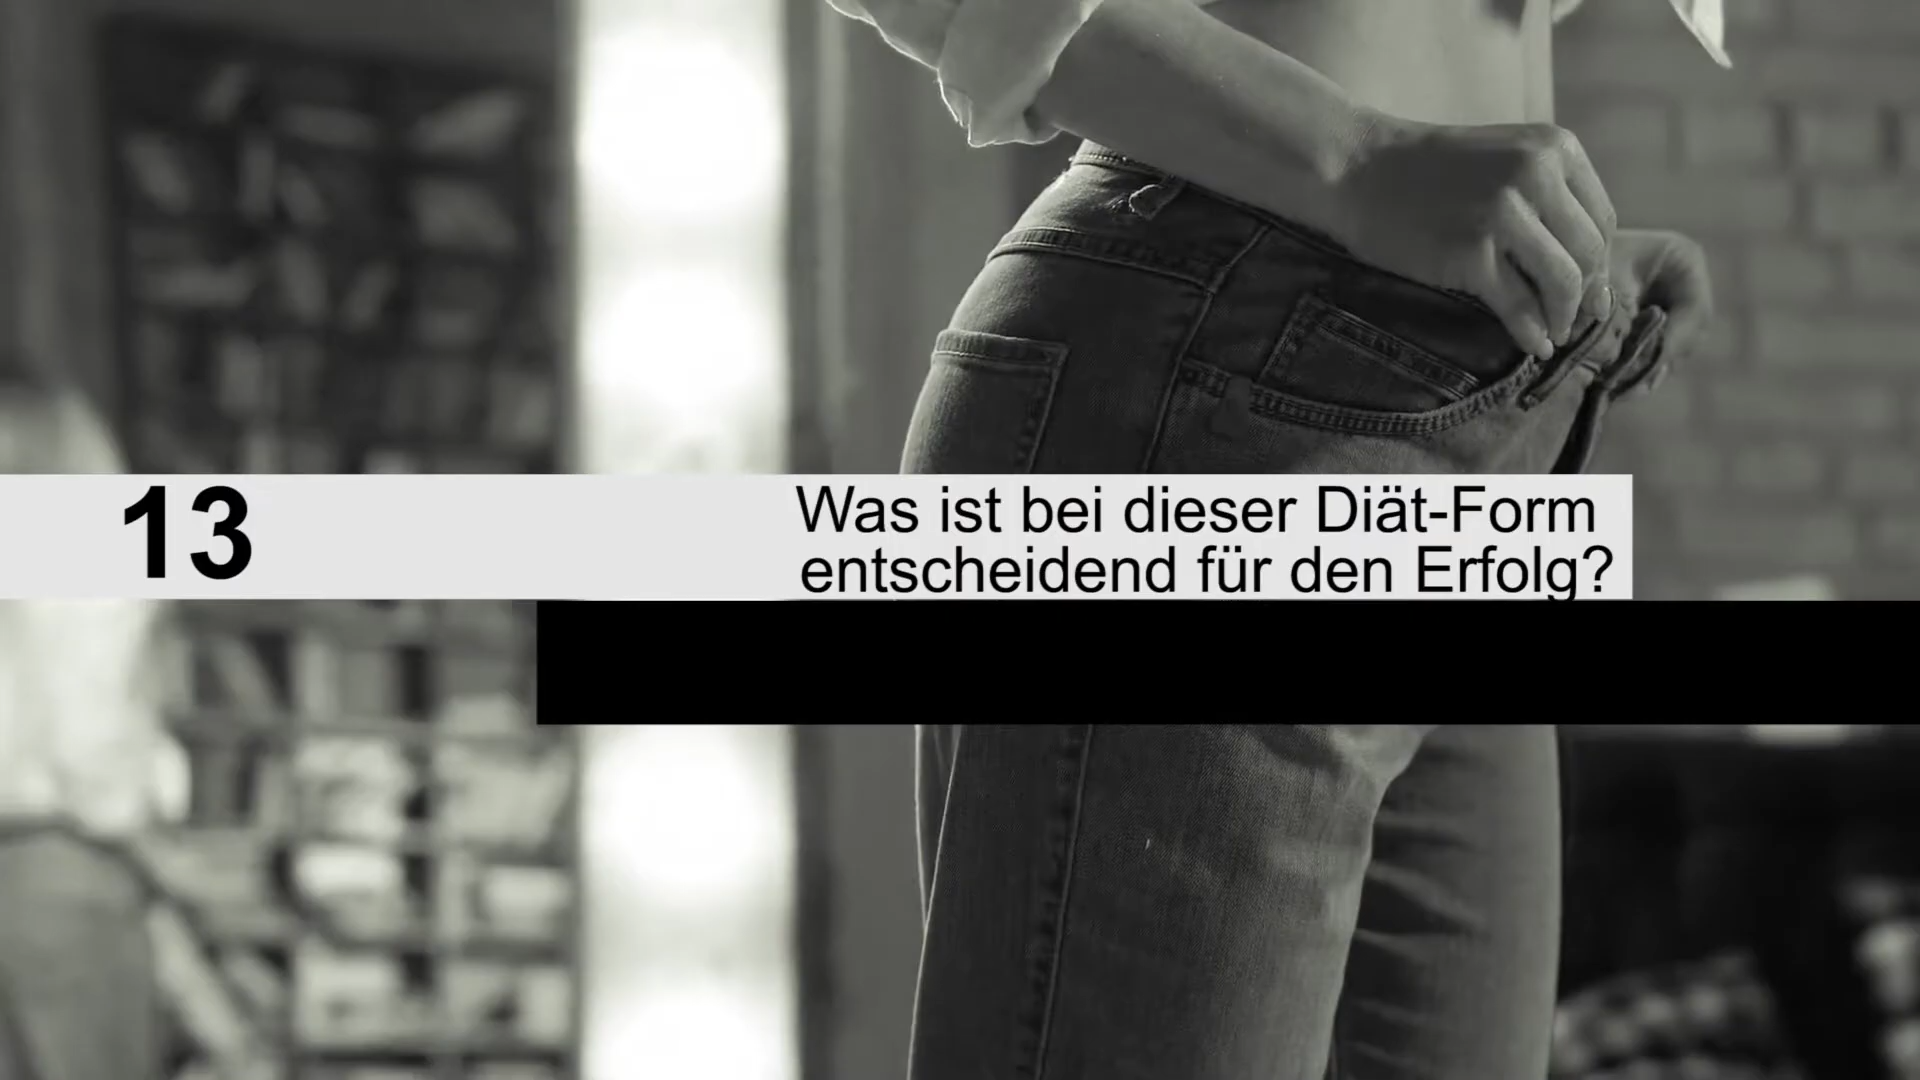 13
Was ist bei dieser Diät-Form
entscheidend für den Erfolg?